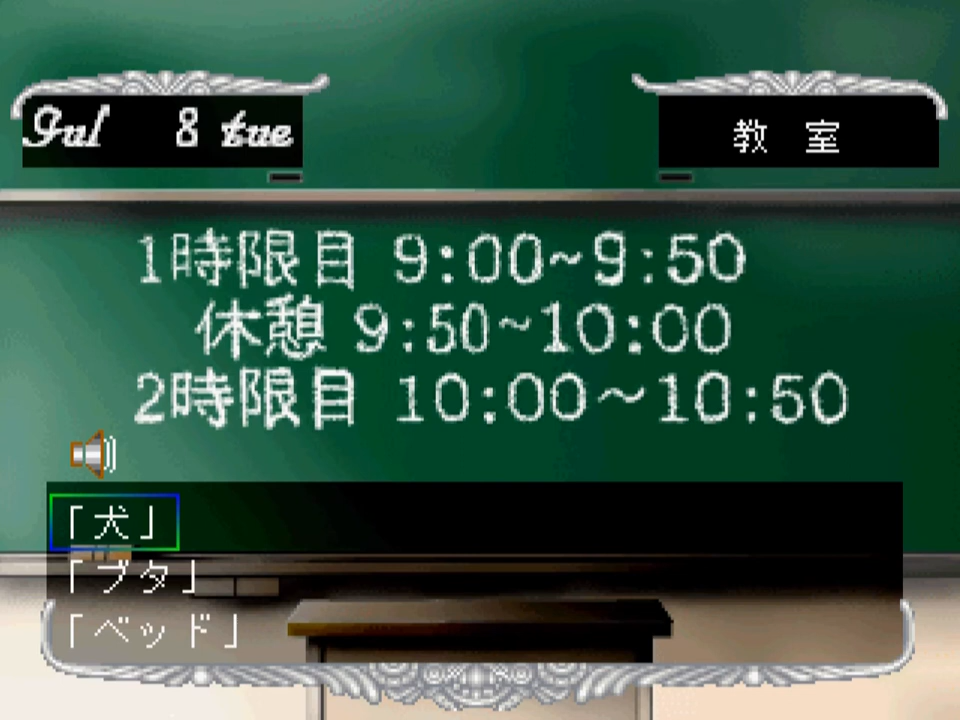 Jul 8 tue
教室
1時限目 9:00~9:50
休憩 9:50~10:00
2時限目 10:00～10:50
「犬」
「ブタ」
「ベッド」